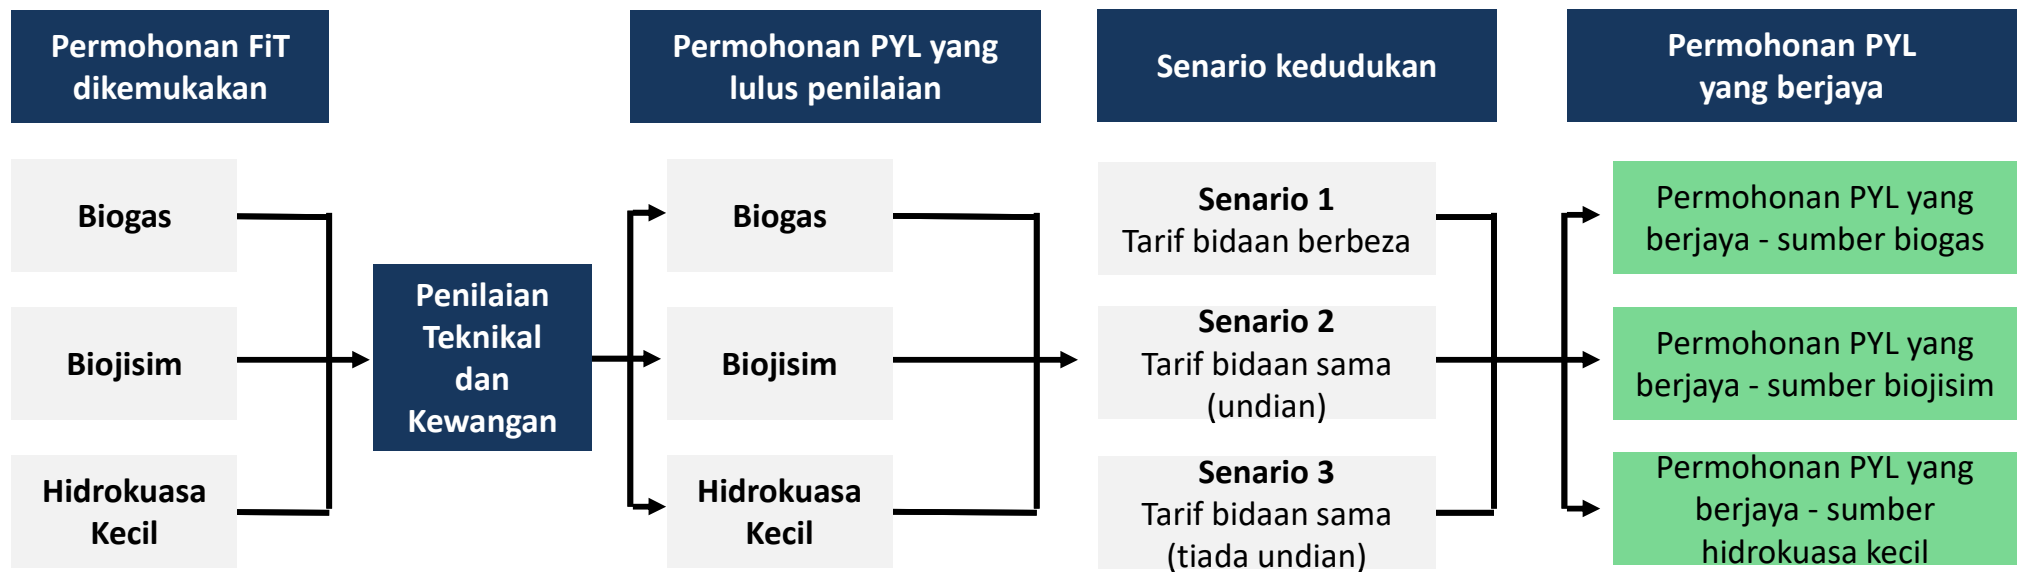 Permohonan FiT
dikemukakan
Permohonan PYL yang
lulus penilaian
Senario kedudukan
Permohonan PYL
yang berjaya
Biogas
Biojisim
Hidrokuasa
Kecil
Penilaian
Teknikal
dan
Kewangan
Biogas
Biojisim
Hidrokuasa
Kecil
Senario 1
Tarif bidaan berbeza
Senario 2
Tarif bidaan sama
(undian)
Senario 3
Tarif bidaan sama
(tiada undian)
Permohonan PYL yang
berjaya - sumber biogas
Permohonan PYL yang
berjaya - sumber biojisim
Permohonan PYL yang
berjaya - sumber
hidrokuasa kecil